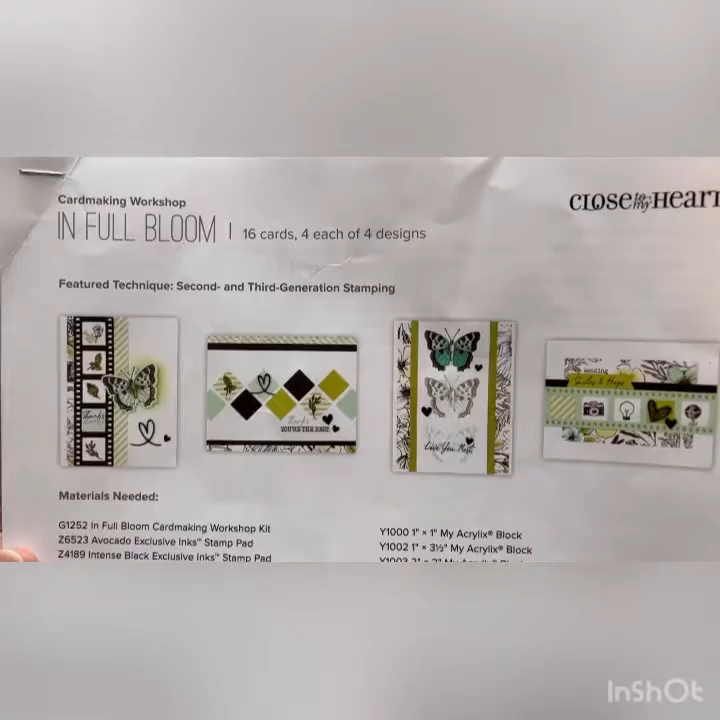 Cardmaking Workshop
IN FULL BLOOM | 16 cards, 4 each of 4 designs
CLOSE to my HEART
Featured Technique: Second- and Third-Generation Stamping
thanks
thanks
YOU'RE THE BEST
Love You Most
sending
Smiles & Hugs
Materials Needed:
G1252 In Full Bloom Cardmaking Workshop Kit
Z6523 Avocado Exclusive Inks™ Stamp Pad
Z4189 Intense Black Exclusive Inks™ Stamp Pad
Y1000 1" × 1" My Acrylix® Block
Y1002 1" × 3½" My Acrylix® Block
InShOt